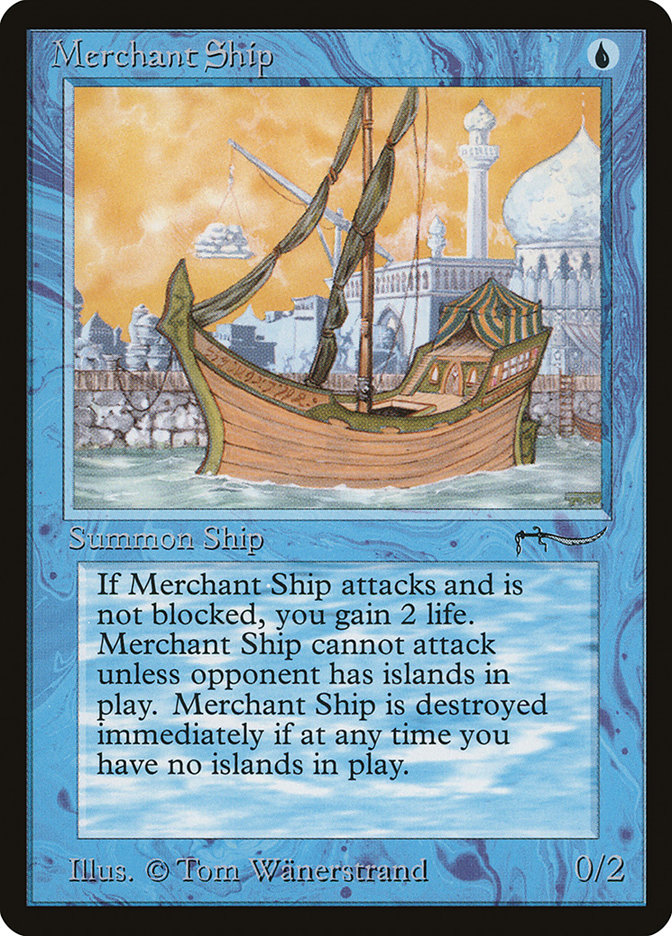 Merchant Ship
Summon Ship
If Merchant Ship attacks and is
not blocked, you gain 2 life.
Merchant Ship cannot attack
unless opponent has islands in
play.  Merchant Ship is destroyed
immediately if at any time you
have no islands in play.
Illus. © Tom Wänerstrand
0/2